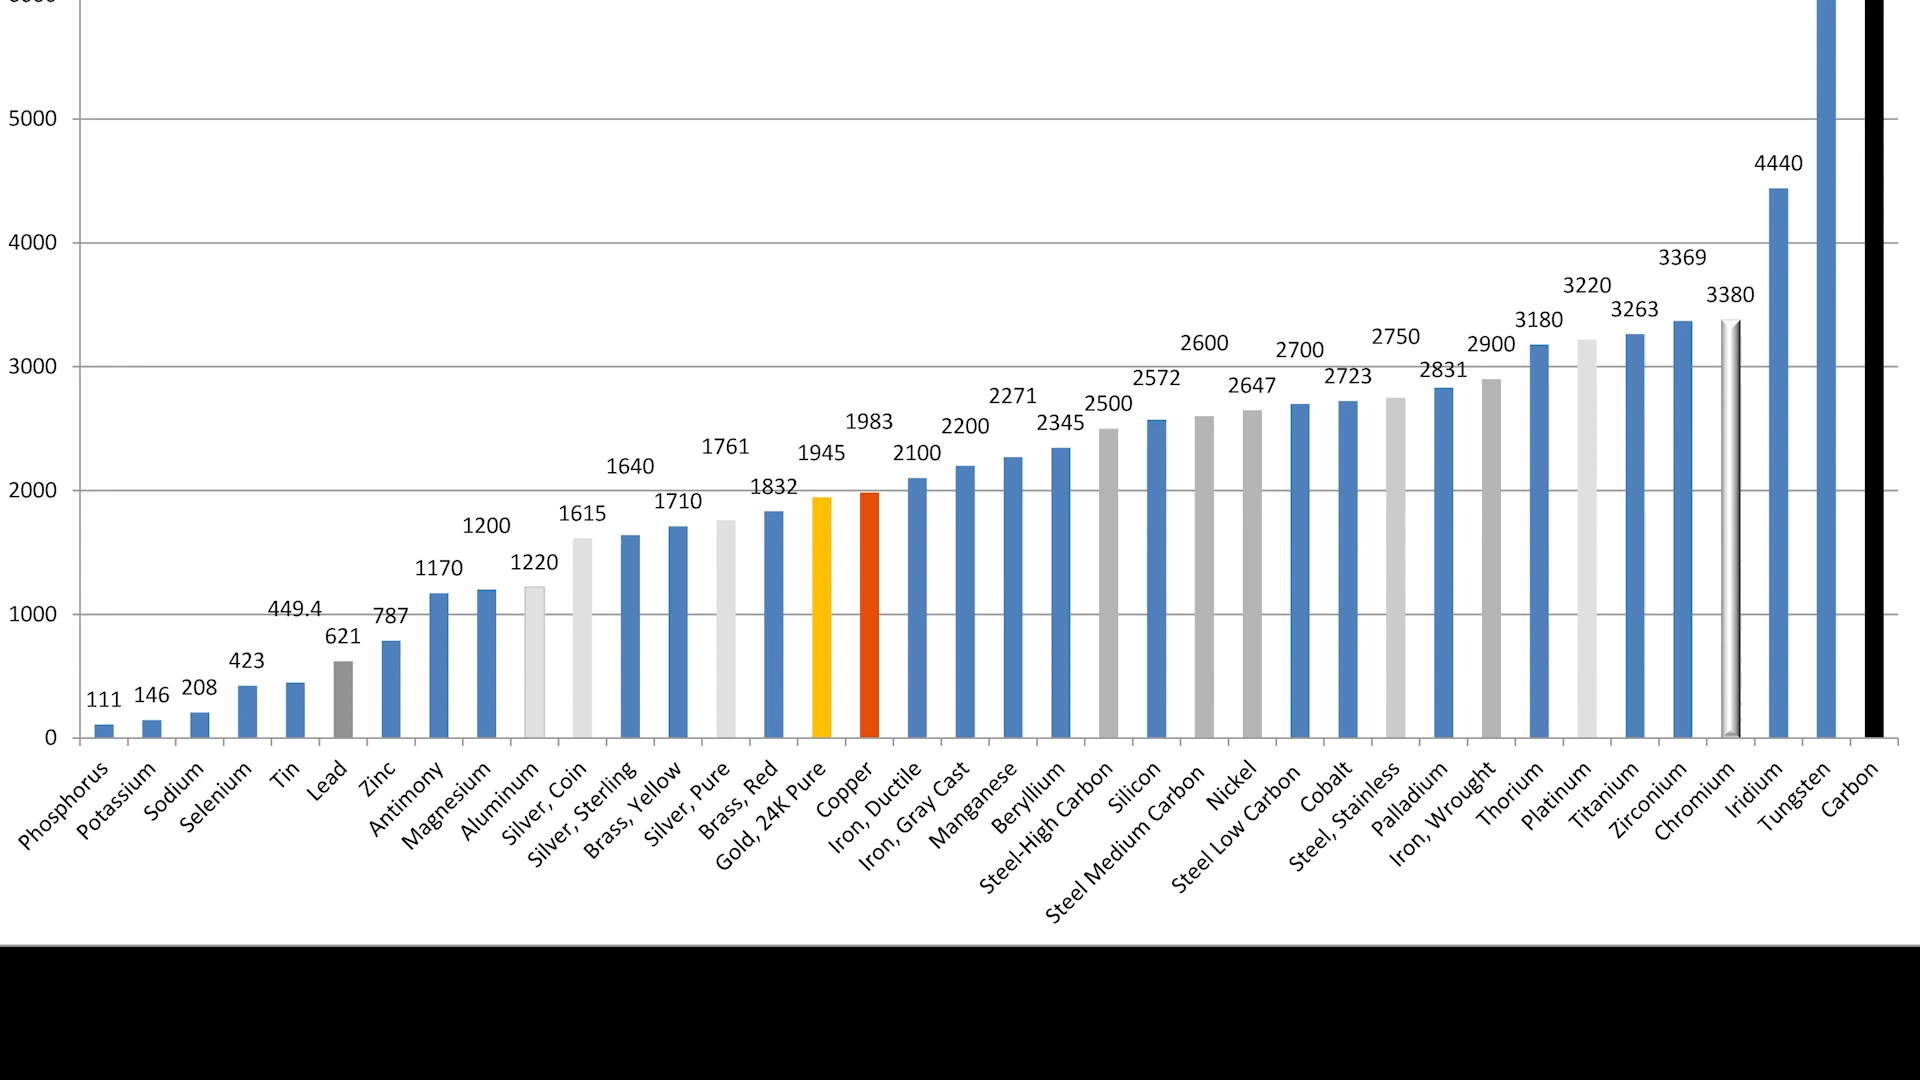 5000
4000
3000
2000
1000
0
111
146
208
423
449.4
621
787
1170
1200
1220
1615
1640
1710
1761
1832
1945
1983
2100
2200
2271
2345
2500
2572
2600
2647
2700
2723
2750
2831
2900
3180
3220
3263
3369
3380
4440
Phosphorus
Potassium
Sodium
Selenium
Tin
Lead
Zinc
Antimony
Magnesium
Aluminum
Silver, Coin
Silver, Sterling
Brass, Yellow
Silver, Pure
Brass, Red
Gold, 24K Pure
Copper
Iron, Ductile
Iron, Gray Cast
Manganese
Beryllium
Steel-High Carbon
Silicon
Steel Medium Carbon
Nickel
Steel Low Carbon
Cobalt
Steel, Stainless
Palladium
Iron, Wrought
Thorium
Platinum
Titanium
Zirconium
Chromium
Iridium
Tungsten
Carbon